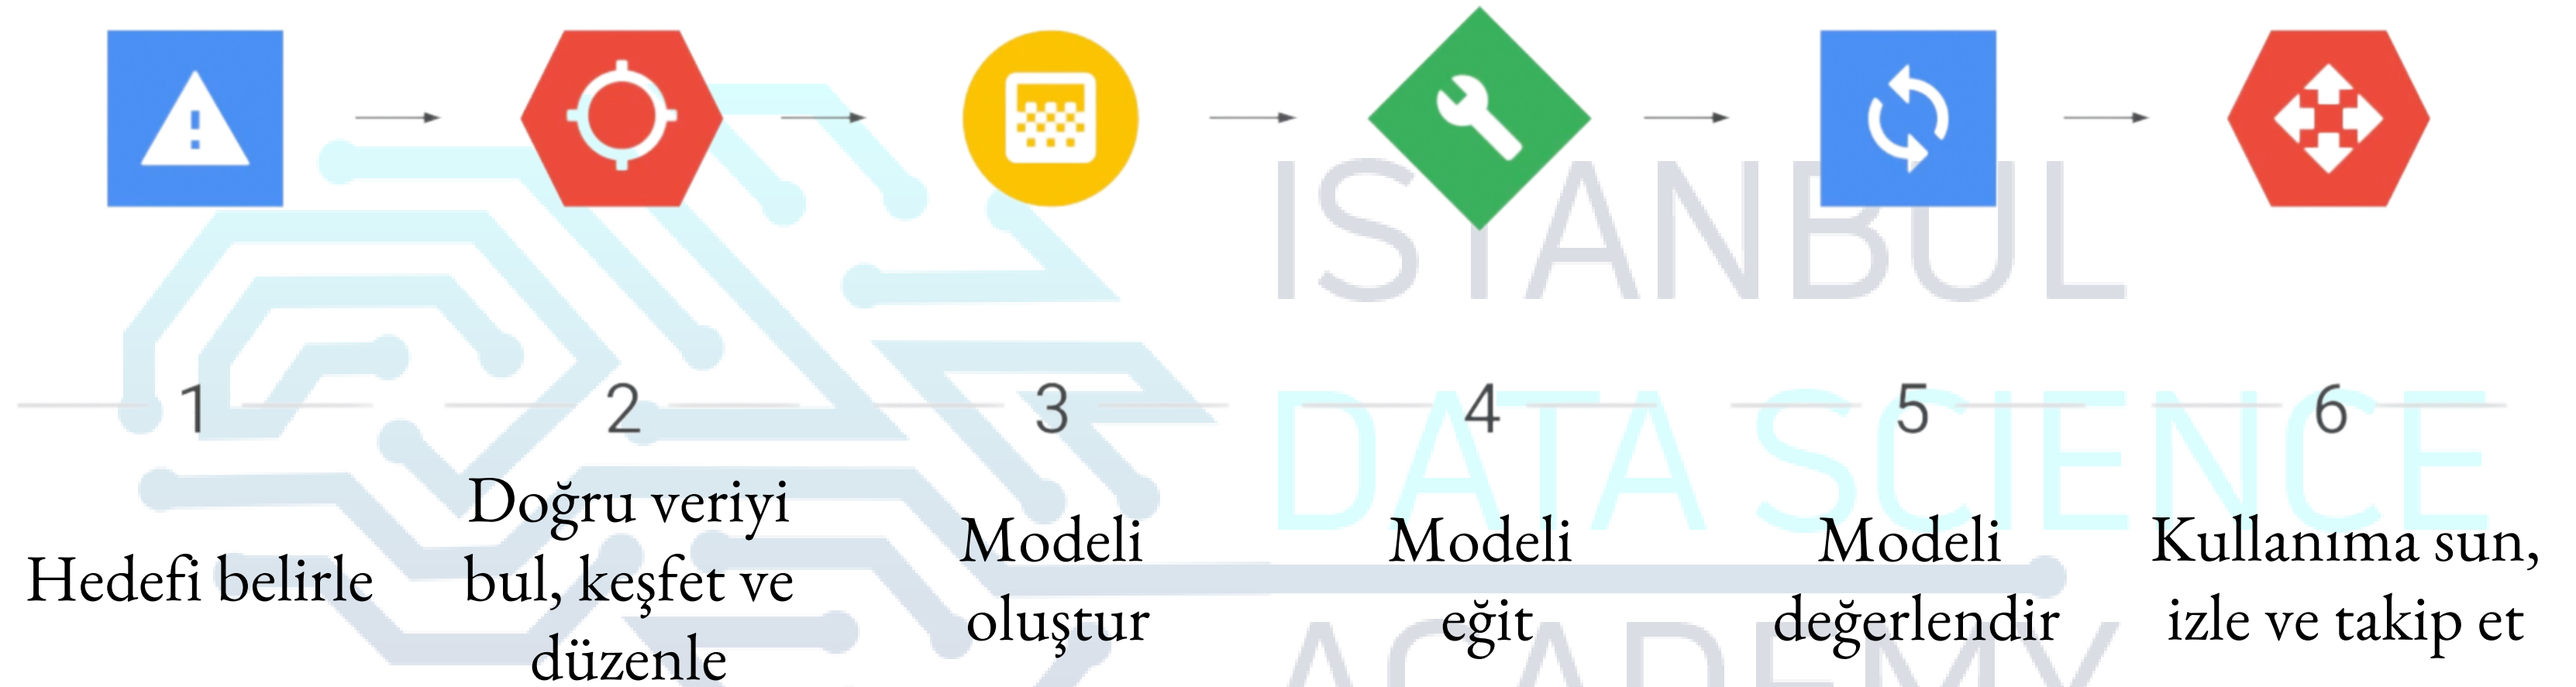 ISTANBUL
DATA SCIENCE
ACADEMY
1
2
3
4
5
6
Hedefi belirle
Doğru veriyi
bul, keşfet ve
düzenle
Modeli
oluştur
Modeli
eğit
Modeli
değerlendir
Kullanıma sun,
izle ve takip et